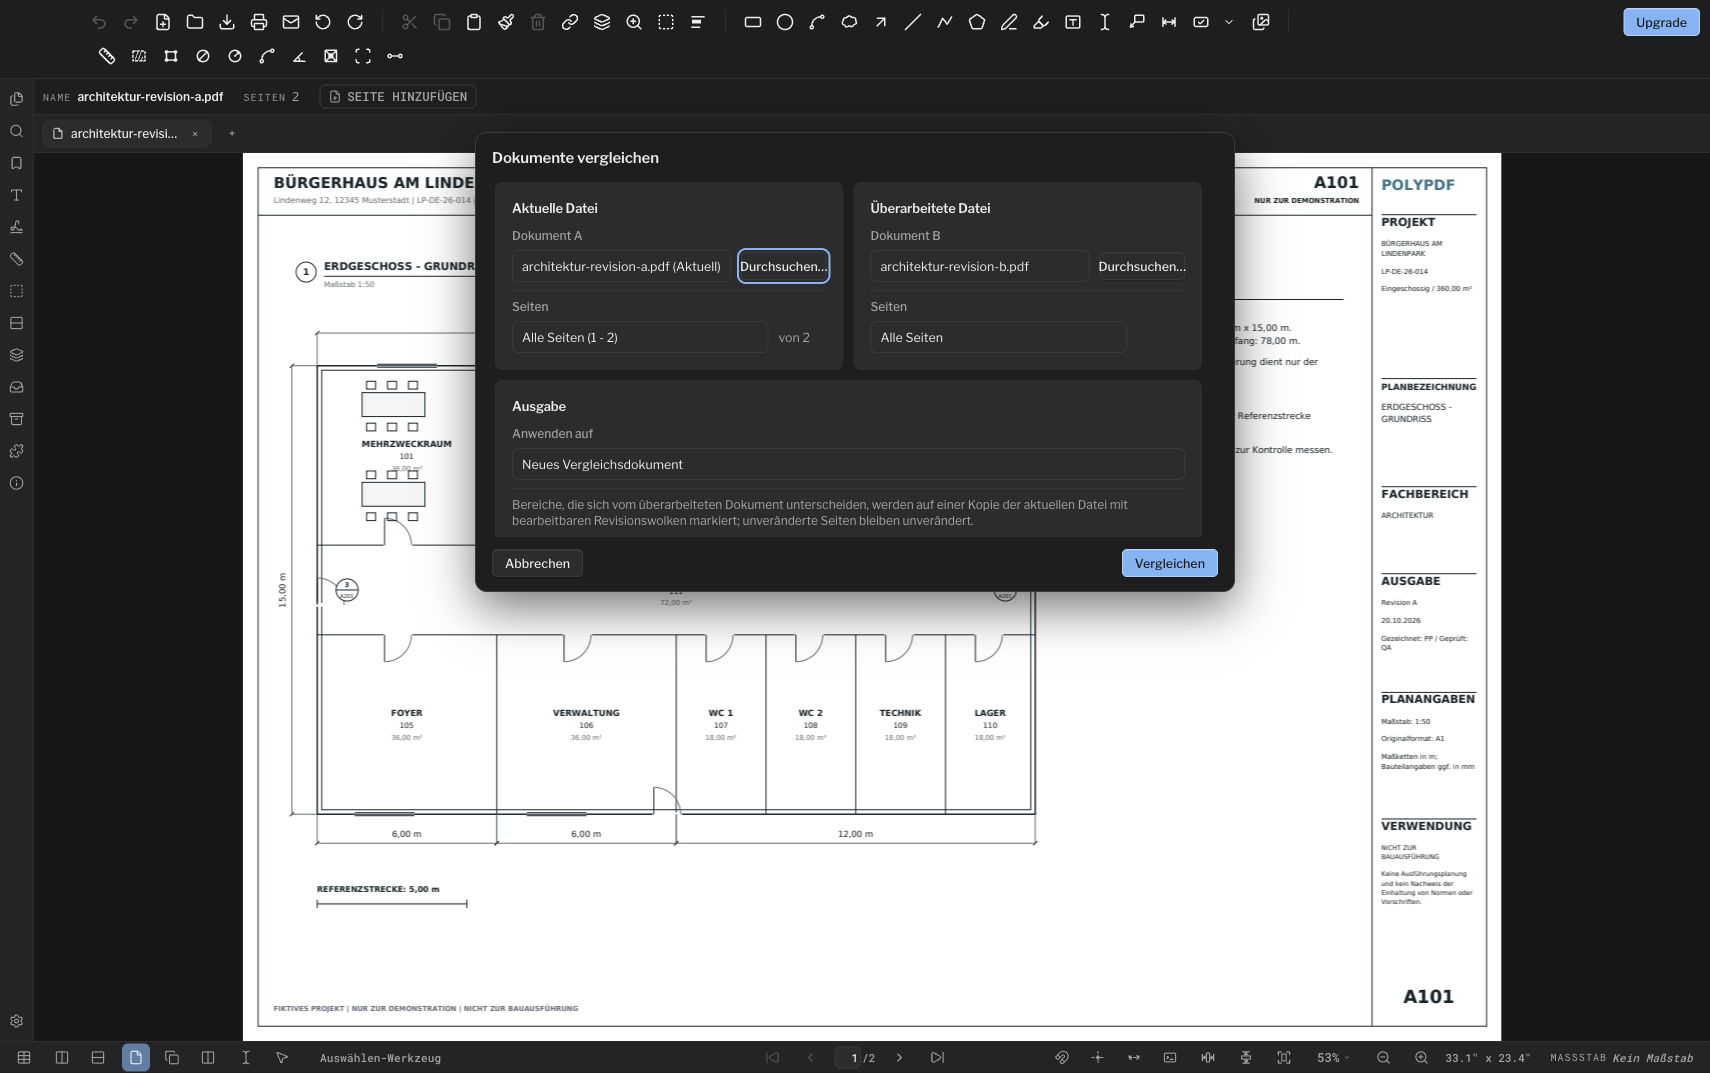 Upgrade
NAME architektur-revision-a.pdf SEITEN 2 SEITE HINZUFÜGEN
architektur-revisi... × +
Dokumente vergleichen
Aktuelle Datei
Dokument A
architektur-revision-a.pdf (Aktuell) Durchsuchen...
Seiten
Alle Seiten (1 - 2) von 2
Überarbeitete Datei
Dokument B
architektur-revision-b.pdf Durchsuchen...
Seiten
Alle Seiten
Ausgabe
Anwenden auf
Neues Vergleichsdokument
Bereiche, die sich vom überarbeiteten Dokument unterscheiden, werden auf einer Kopie der aktuellen Datei mit
bearbeitbaren Revisionswolken markiert; unveränderte Seiten bleiben unverändert.
Abbrechen Vergleichen
BÜRGERHAUS AM LINDE
Lindenweg 12, 12345 Musterstadt | LP-DE-26-014 |
A101
NUR ZUR DEMONSTRATION
1 ERDGESCHOSS - GRUNDR
Maßstab 1:50
m x 15,00 m.
fang: 78,00 m.
erung dient nur der
Referenzstrecke
zur Kontrolle messen.
MEHRZWECKRAUM
101
36,00 m²
15,00 m
3
A201
72,00 m²
A201
FOYER
105
36,00 m²
VERWALTUNG
106
36,00 m²
WC 1
107
18,00 m²
WC 2
108
18,00 m²
TECHNIK
109
18,00 m²
LAGER
110
18,00 m²
6,00 m 6,00 m 12,00 m
REFERENZSTRECKE: 5,00 m
FIKTIVES PROJEKT | NUR ZUR DEMONSTRATION | NICHT ZUR BAUAUSFÜHRUNG
POLYPDF
PROJEKT
BÜRGERHAUS AM
LINDENPARK
LP-DE-26-014
Eingeschossig / 360,00 m²
PLANBEZEICHNUNG
ERDGESCHOSS -
GRUNDRISS
FACHBEREICH
ARCHITEKTUR
AUSGABE
Revision A
20.10.2026
Gezeichnet: PP / Geprüft:
QA
PLANANGABEN
Maßstab: 1:50
Originalformat: A1
Maßketten in m;
Bauteilangaben ggf. in mm
VERWENDUNG
NICHT ZUR
BAUAUSFÜHRUNG
Keine Ausführungsplanung
und kein Nachweis der
Einhaltung von Normen oder
Vorschriften.
A101
Auswählen-Werkzeug 1 /2 53% 33.1" x 23.4" MASSSTAB Kein Maßstab